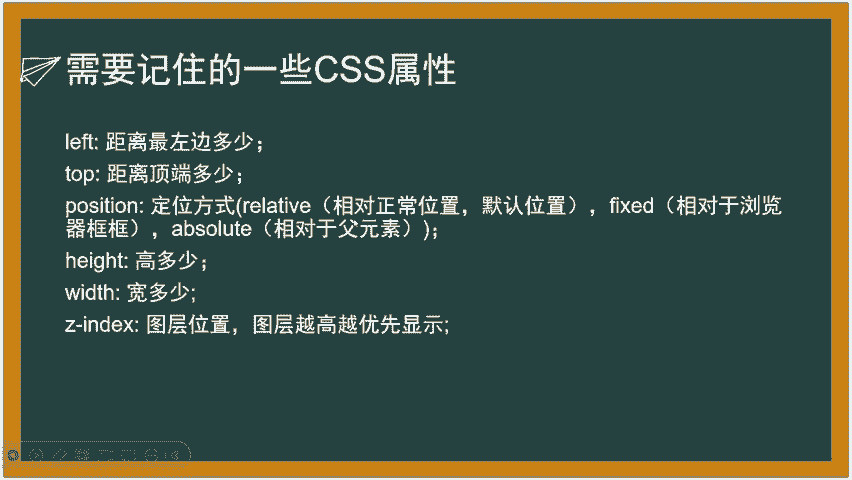 需要记住的一些CSS属性
left: 距离最左边多少；
top: 距离顶端多少；
position: 定位方式(relative（相对正常位置，默认位置），fixed（相对于浏览
器框框），absolute（相对于父元素）)；
height: 高多少；
width: 宽多少;
z-index: 图层位置，图层越高越优先显示;